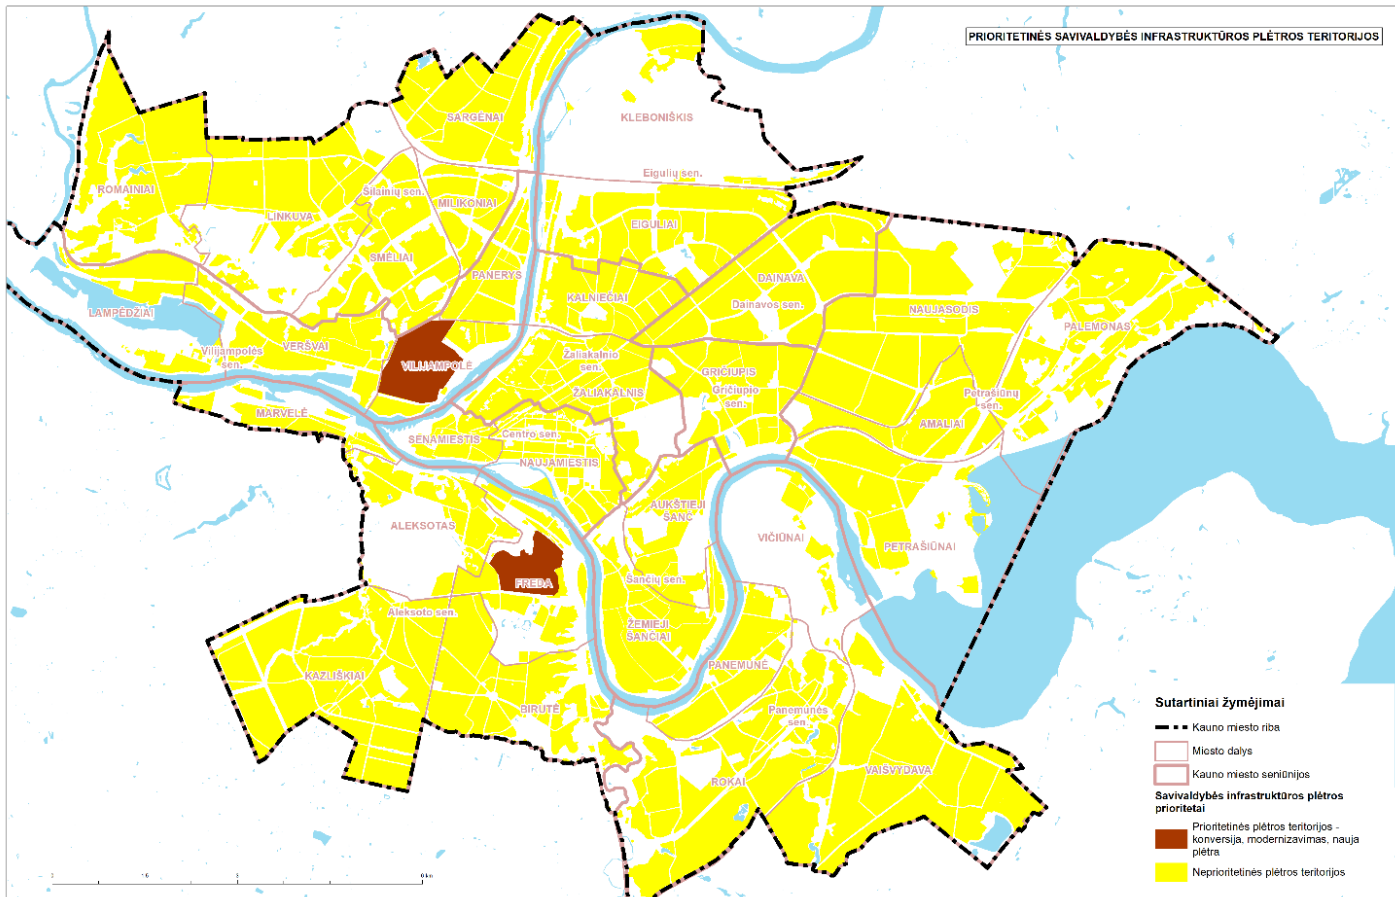 PRIORITETINĖS SAVIVALDYBĖS INFRASTRUKTŪROS PLĖTROS TERITORIJOS
SARGĖNAI
KLEBONIŠKIS
Eigulių sen.
ROMAINIAI
Šilainių sen.
MILIKONIAI
LINKUVA
EIGULIAI
SMĖLIAI
PANERYS
DAINAVA
KALNIEČIAI
Dainavos sen.
NAUJASODIS
LAMPĖDŽIAI
PALEMONAS
VERŠVAI
Vilijampolės
sen.
VILIJAMPOLĖ
Žaliakalnio
sen.
GRIČIUPIS
Gričiupio
sen.
ŽALIAKALNIS
Petrašiūnų
sen.
MARVELĖ
AMALIAI
SENAMIESTIS
Centro sen.
NAUJAMIESTIS
AUKŠTIEJI
ŠANČ
ALEKSOTAS
VIČIŪNAI
PETRAŠIŪNAI
FREDA
Šančių sen.
Aleksoto sen.
ŽEMIEJI
ŠANČIAI
PANEMUNĖ
KAZLIŠKIAI
BIRUTĖ
Panemunės
sen.
VAIŠVYDAVA
ROKAI
Sutartiniai žymėjimai
Kauno miesto riba
Miesto dalys
Kauno miesto seniūnijos
Savivaldybės infrastruktūros plėtros
prioritetai
Prioritetinės plėtros teritorijos -
konversija, modernizavimas, nauja
plėtra
Neprioritetinės plėtros teritorijos